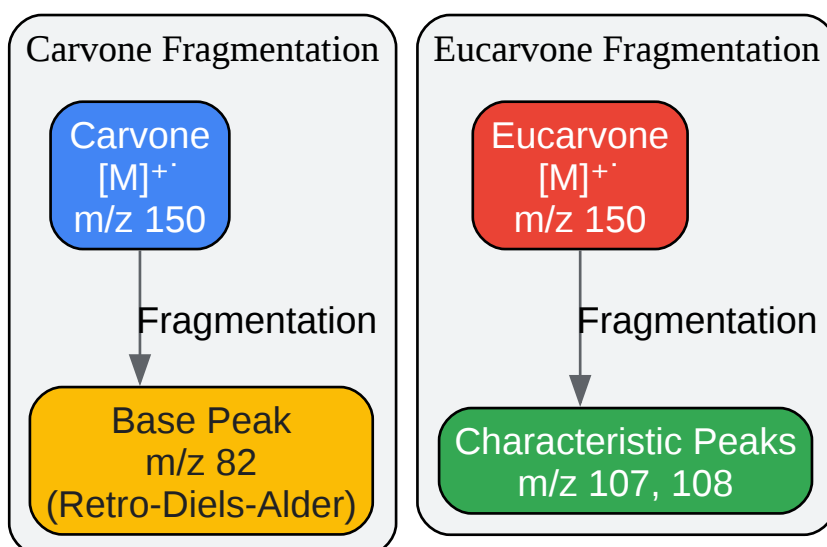 Carvone Fragmentation
Carvone
[M]⁺˙
m/z 150
Fragmentation
Base Peak
m/z 82
(Retro-Diels-Alder)
Eucarvone Fragmentation
Eucarvone
[M]⁺˙
m/z 150
Fragmentation
Characteristic Peaks
m/z 107, 108